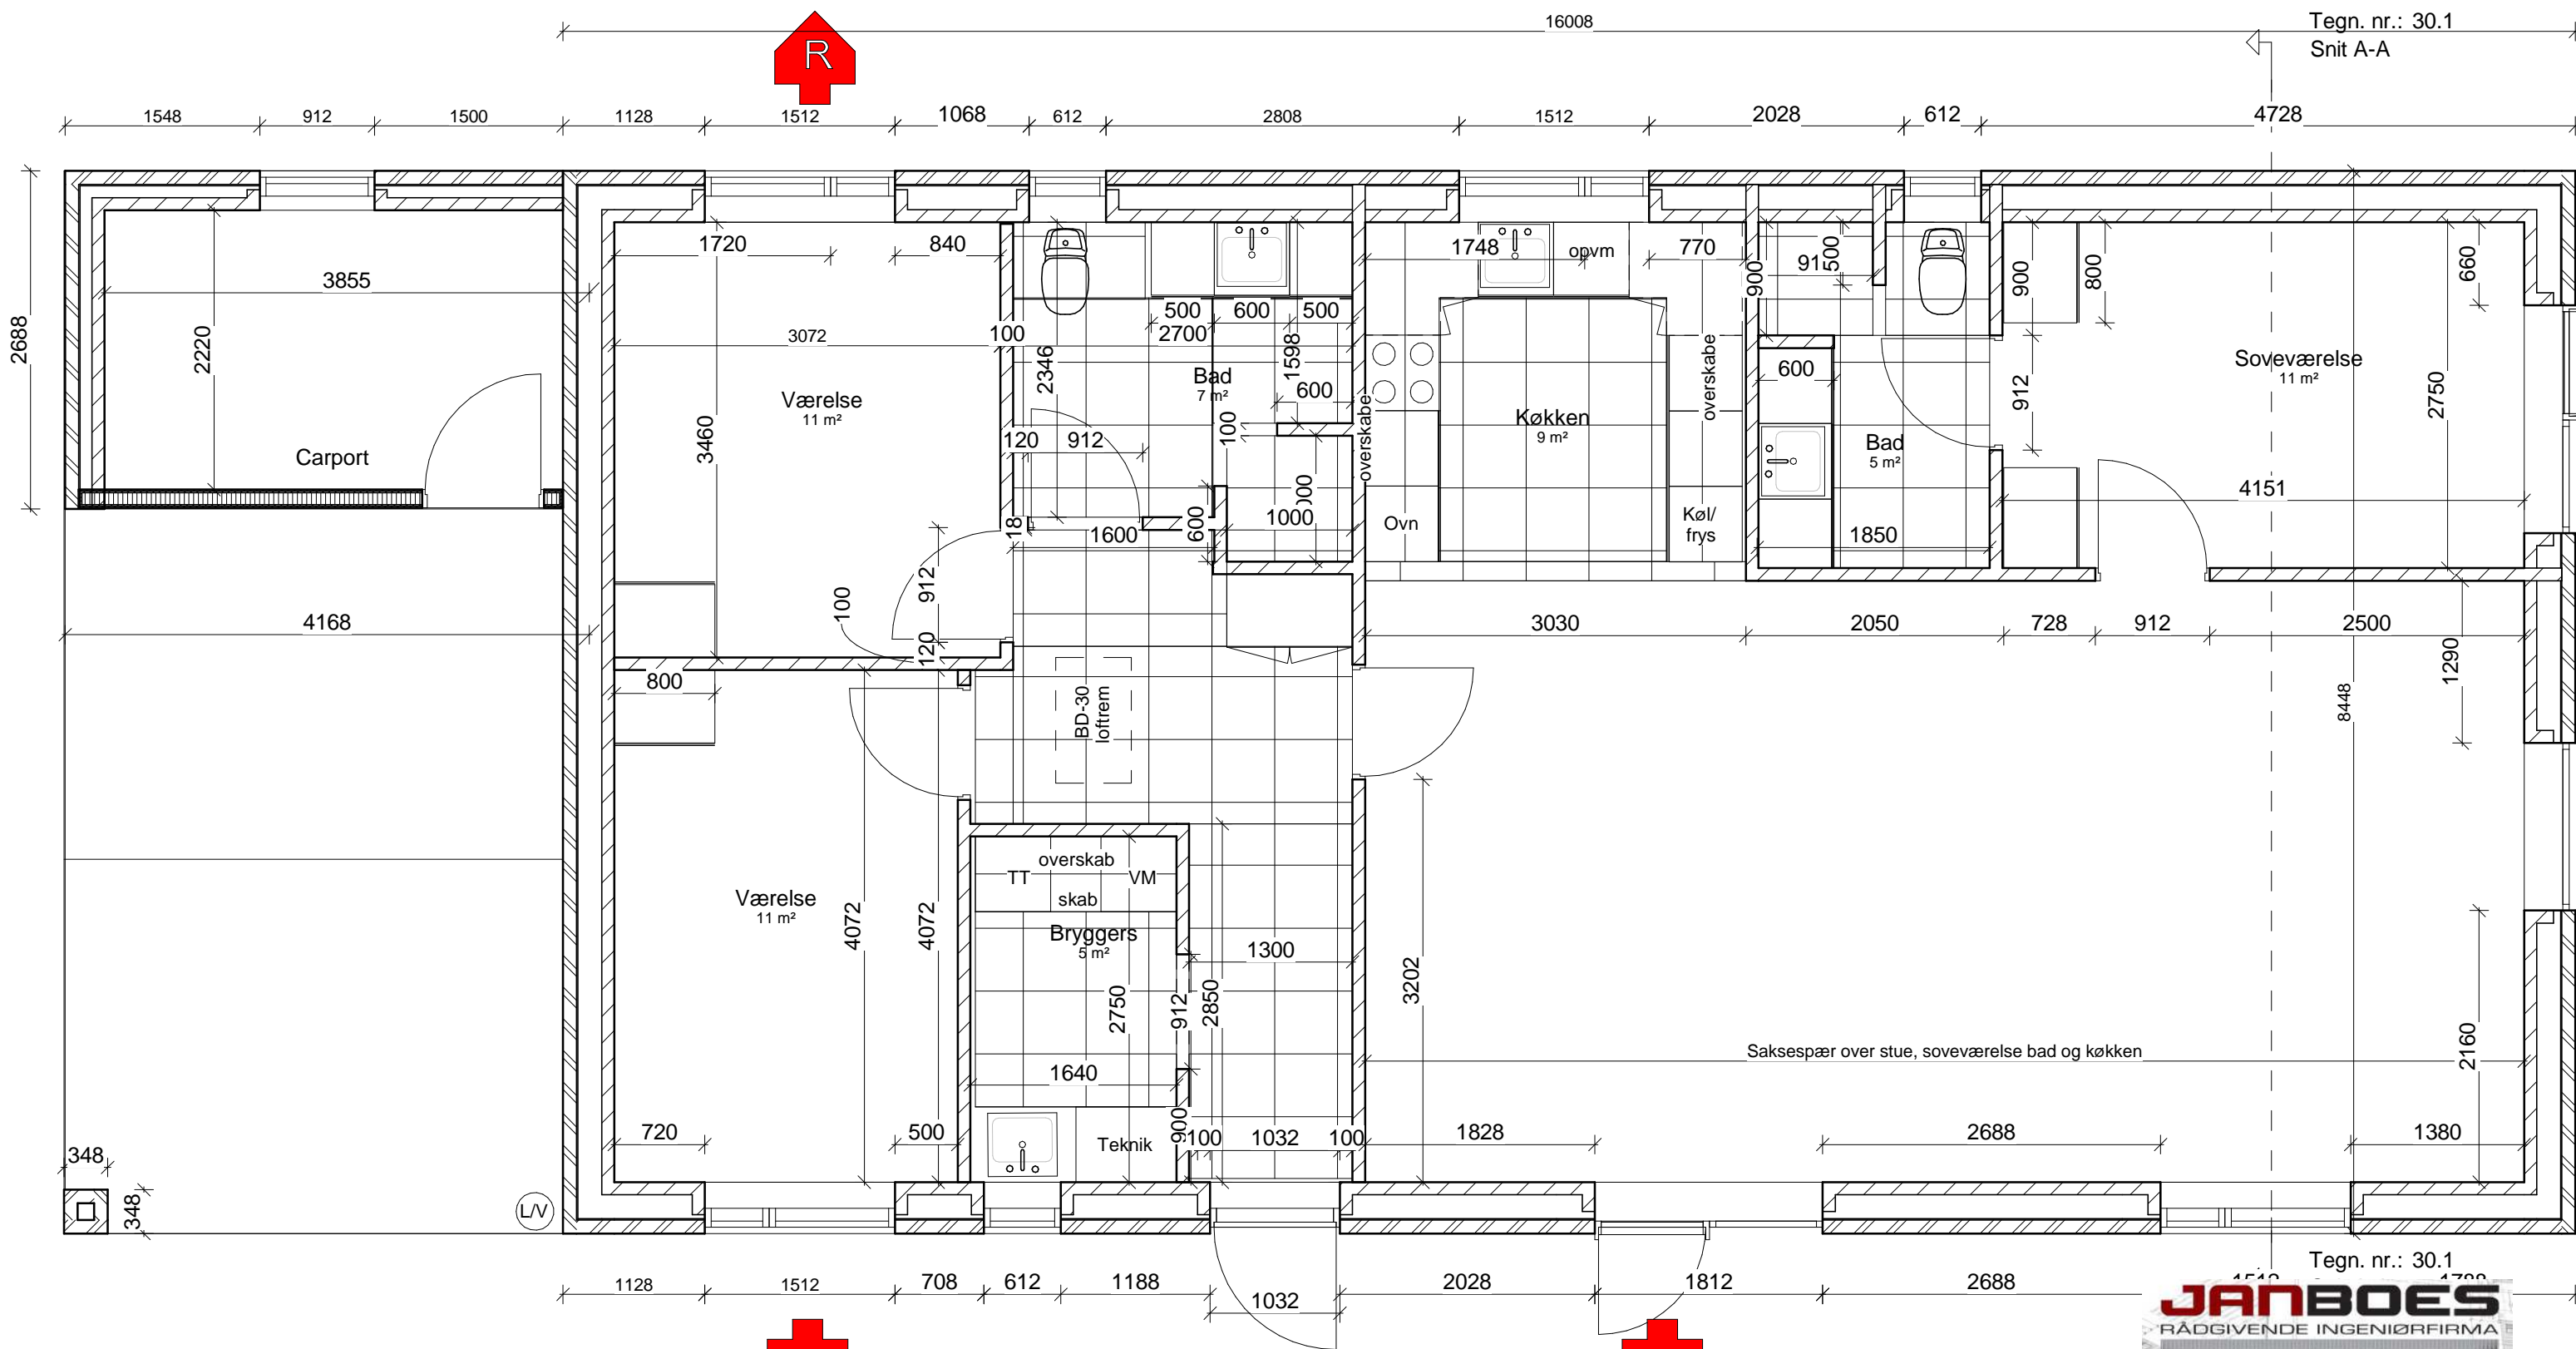 16008
Tegn. nr.: 30.1
Snit A-A
R
1548
912
1500
1128
1512
1068
612
2808
1512
2028
612
4728
2688
2220
3855
Carport
4168
348
348
L/V
1720
840
3072
100
3460
Værelse
11 m²
2346
500
600
500
2700
1598
600
Bad
7 m²
100
120
912
18
1600
600
1000
912
120
100
800
BD-30
loftrem
1748
opvm
770
overskabe
overskabe
Køkken
9 m²
Ovn
Køl/
frys
900
500
600
Bad
5 m²
1850
900
800
912
660
Soveværelse
11 m²
2750
4151
3030
2050
728
912
2500
1290
8448
Værelse
11 m²
4072
4072
720
500
overskab
TT
VM
skab
Bryggers
5 m²
2750
912
2850
1300
1640
900
Teknik
100
1032
100
3202
Saksespær over stue, soveværelse bad og køkken
2160
1828
2688
1380
1128
1512
708
612
1188
1032
2028
1812
2688
Tegn. nr.: 30.1
JANBOES
RÅDGIVENDE INGENIØRFIRMA